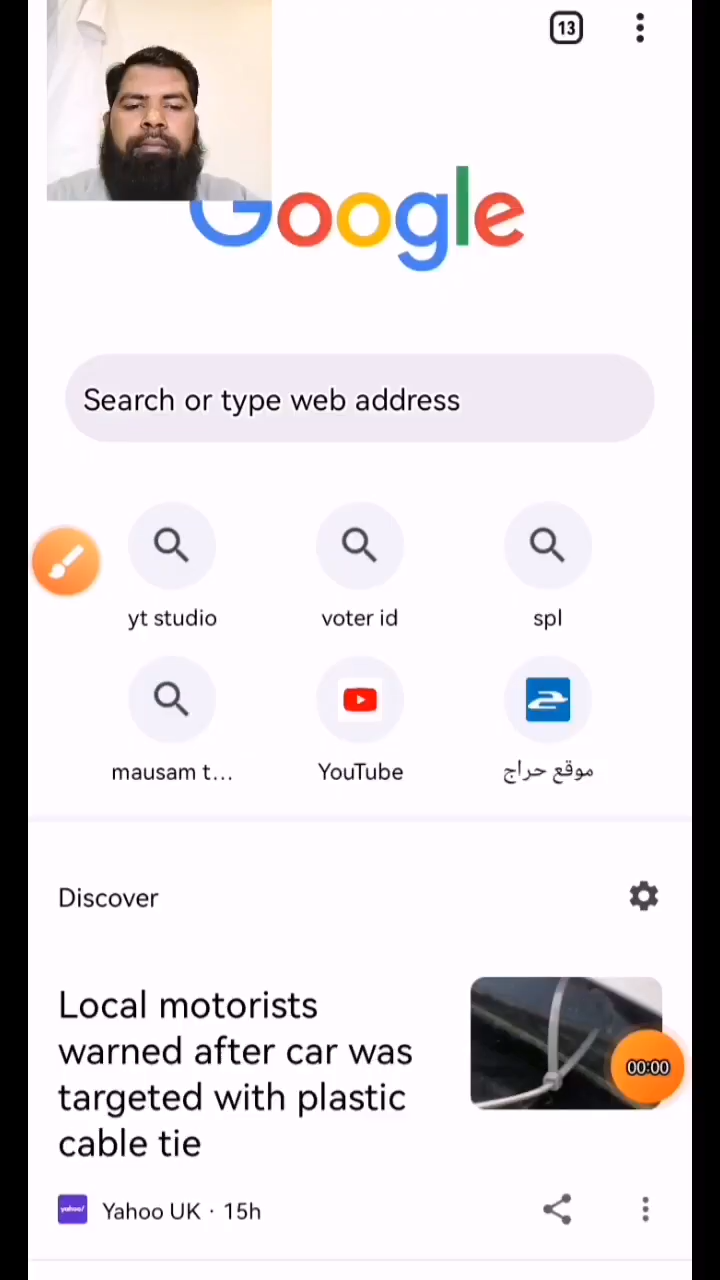 13
Google
Search or type web address
yt studio
voter id
spl
mausam t...
YouTube
موقع حراج
Discover
Local motorists
warned after car was
targeted with plastic
cable tie
00:00
yahoo!
Yahoo UK · 15h